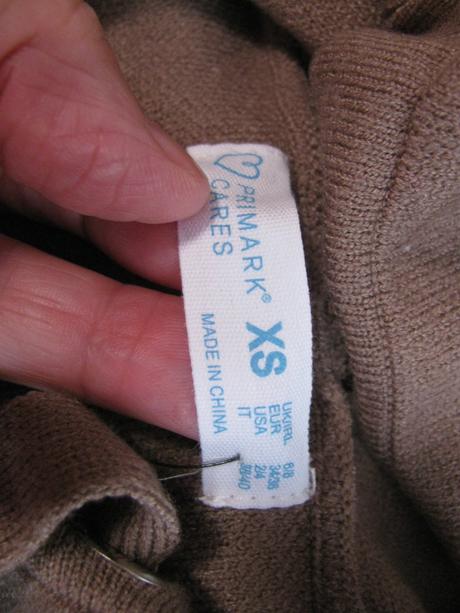 PRIMARK®
CARES
XS
MADE IN CHINA
UK/IRL 6/8
EUR 34/36
USA 2/4
IT 38/40